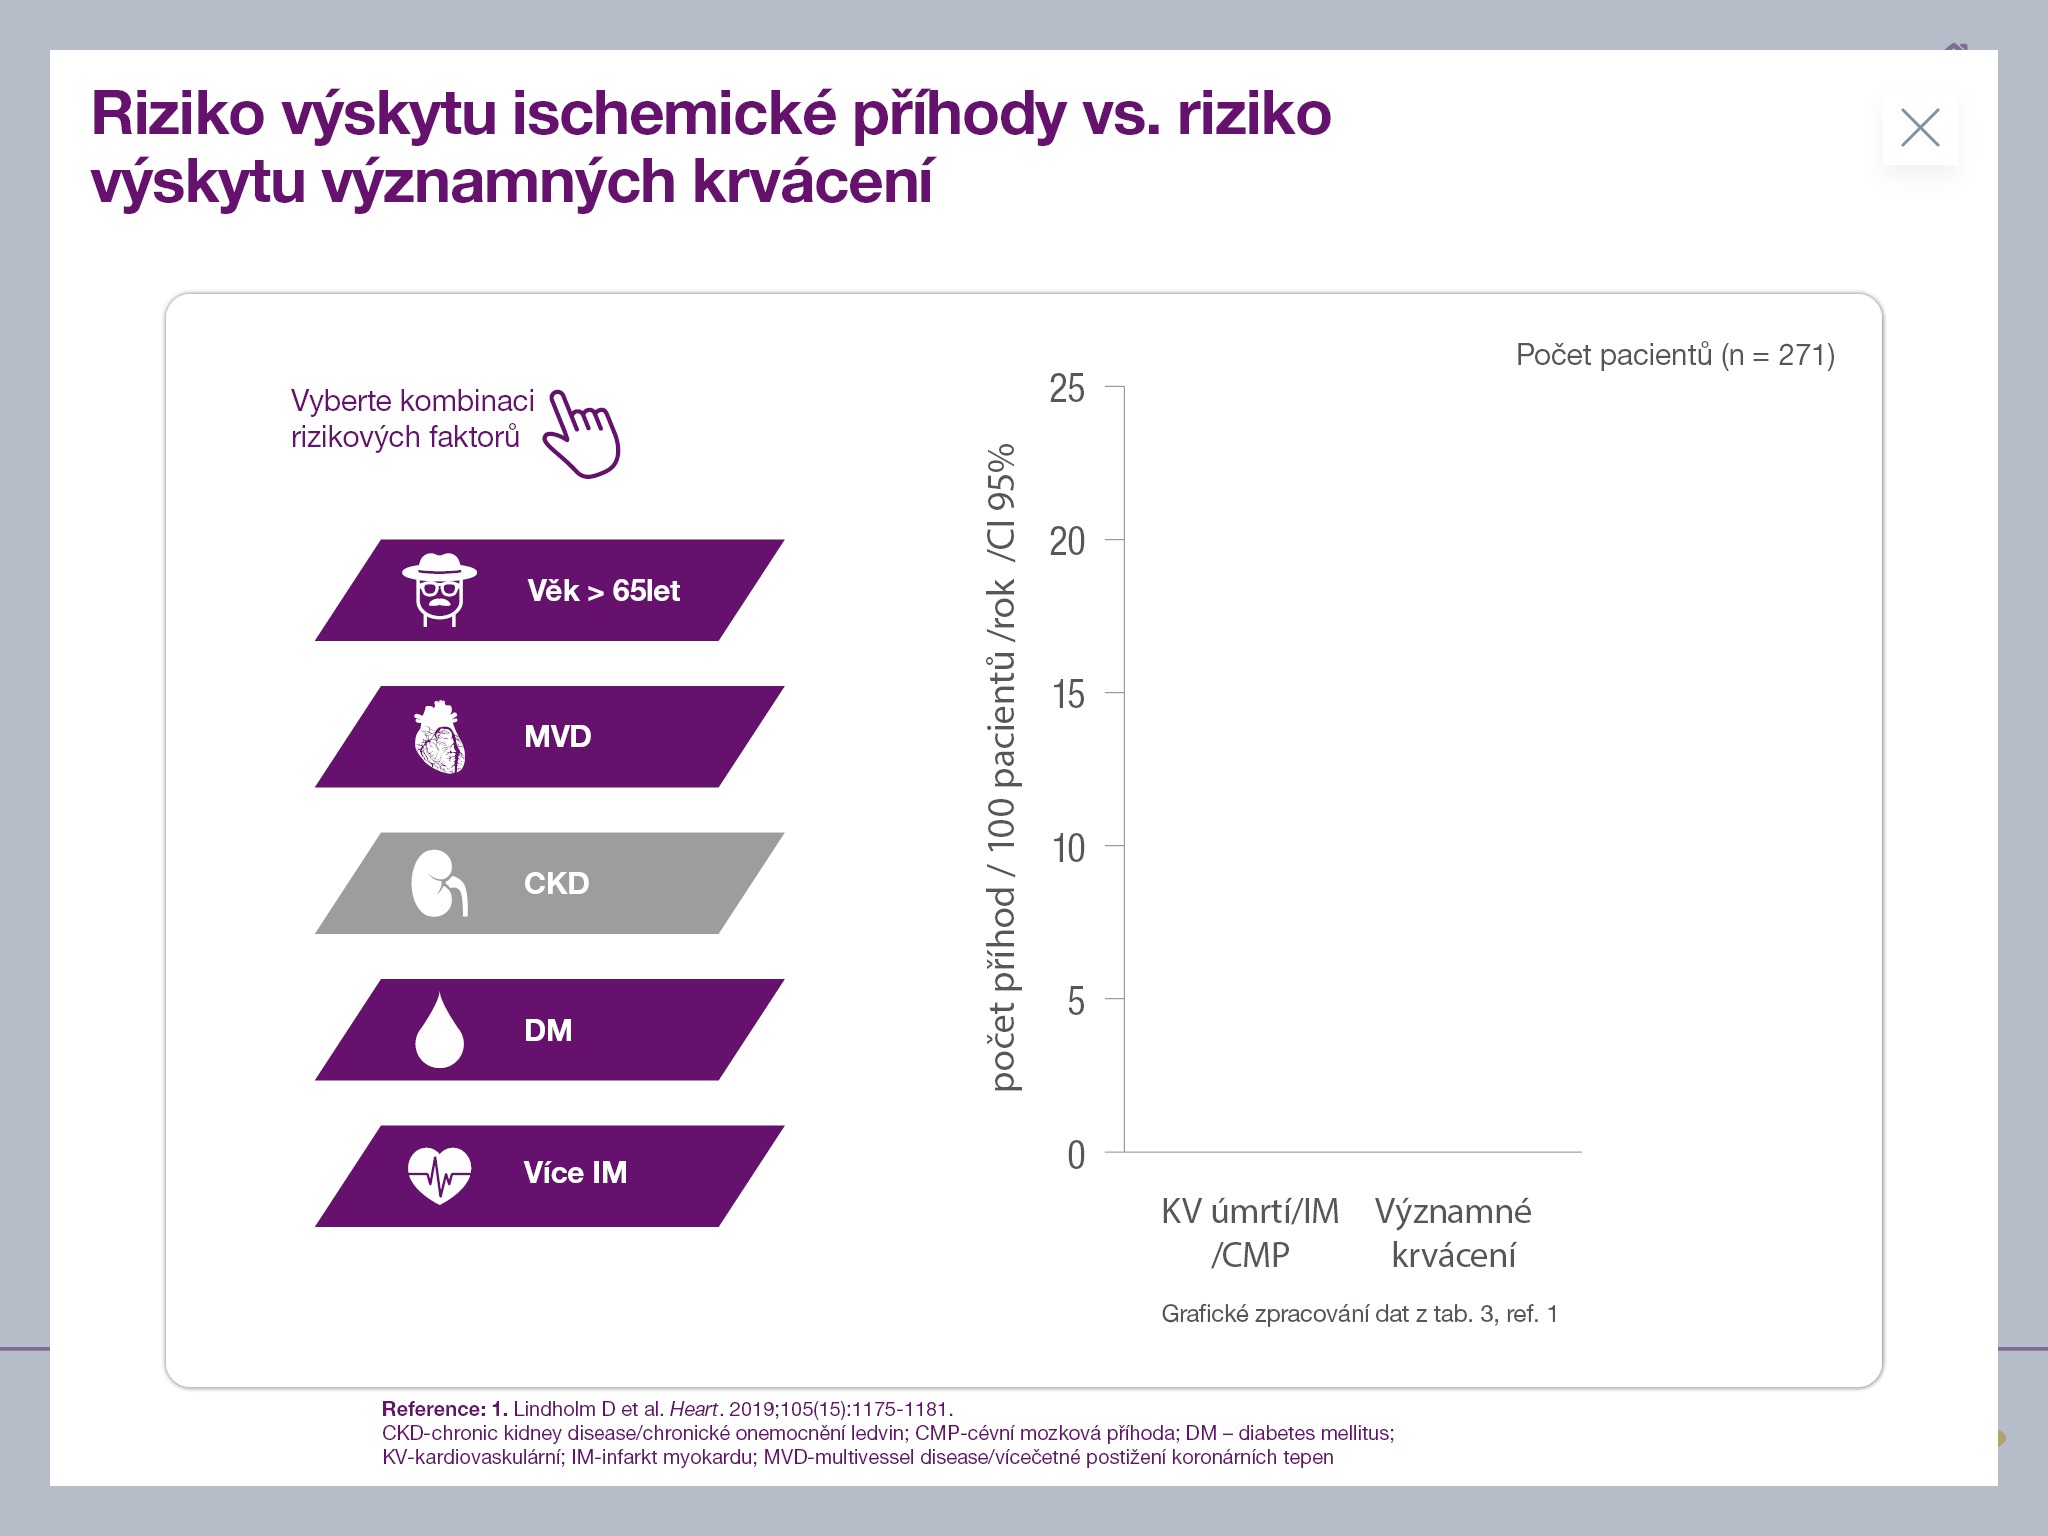 Riziko výskytu ischemické příhody vs. riziko
výskytu významných krvácení
Počet pacientů (n = 271)
Vyberte kombinaci
rizikových faktorů
Věk > 65let
MVD
CKD
DM
Více IM
počet příhod / 100 pacientů /rok /CI 95%
25
20
15
10
5
0
KV úmrtí/IM
/CMP
Významné
krvácení
Grafické zpracování dat z tab. 3, ref. 1
Reference: 1. Lindholm D et al. Heart. 2019;105(15):1175-1181.
CKD-chronic kidney disease/chronické onemocnění ledvin; CMP-cévní mozková příhoda; DM – diabetes mellitus;
KV-kardiovaskulární; IM-infarkt myokardu; MVD-multivessel disease/vícečetné postižení koronárních tepen